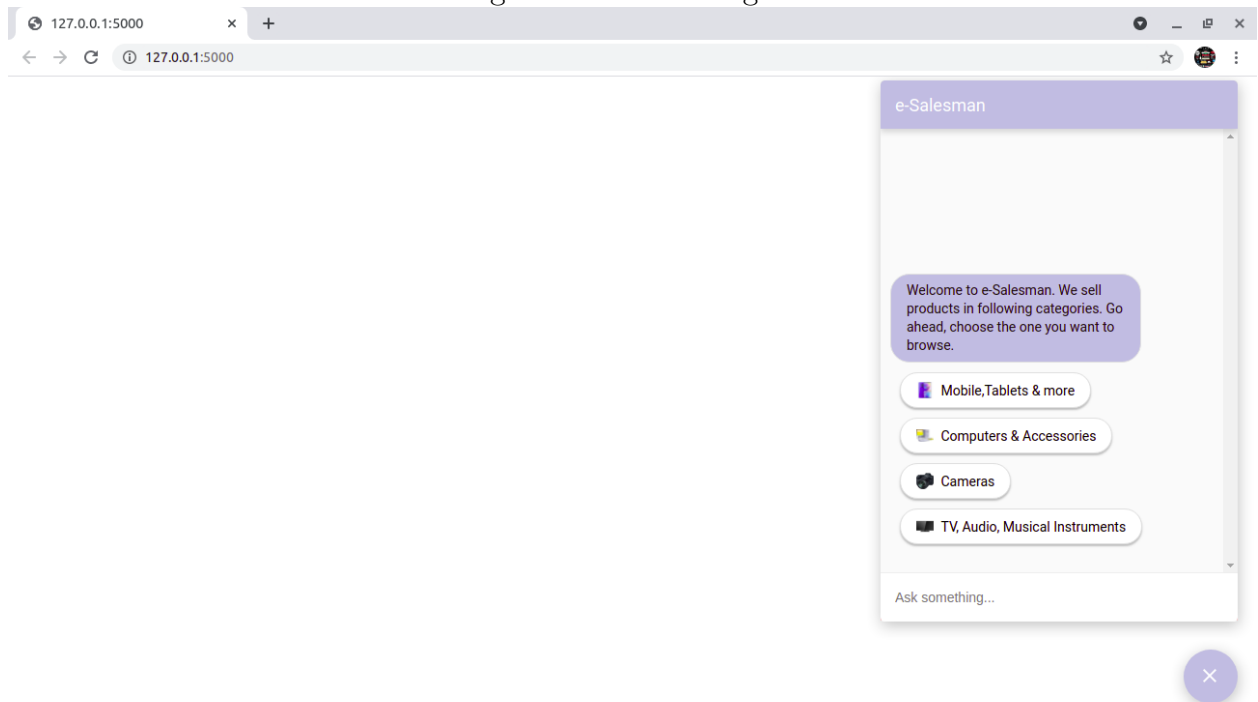 127.0.0.1:5000
127.0.0.1:5000
e-Salesman
Welcome to e-Salesman. We sell
products in following categories. Go
ahead, choose the one you want to
browse.
Mobile,Tablets & more
Computers & Accessories
Cameras
TV, Audio, Musical Instruments
Ask something...